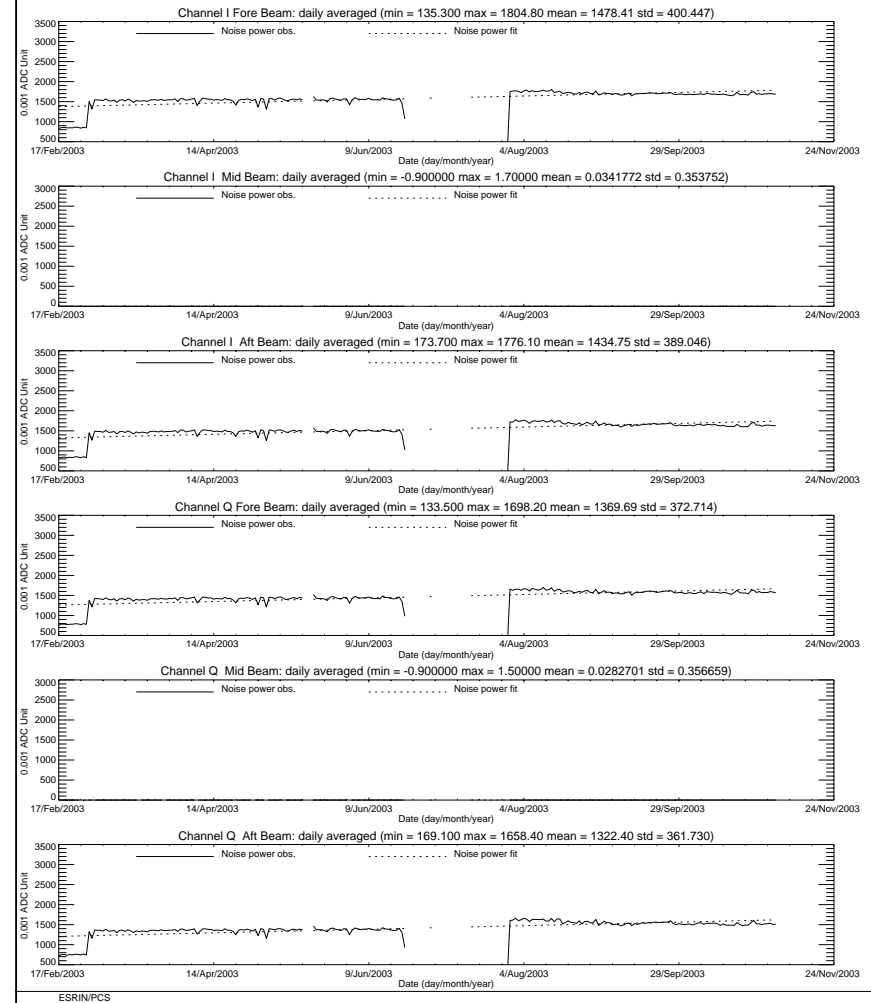 Channel I Fore Beam: daily averaged (min = 135.300 max = 1804.80 mean = 1478.41 std = 400.447)
3500
3000
2500
2000
1500
1000
500
0.001 ADC Unit
Noise power obs.
Noise power fit
17/Feb/2003 14/Apr/2003 9/Jun/2003 4/Aug/2003 29/Sep/2003 24/Nov/2003
Date (day/month/year)
Channel I Mid Beam: daily averaged (min = -0.900000 max = 1.70000 mean = 0.0341772 std = 0.353752)
3000
2500
2000
1500
1000
500
0
0.001 ADC Unit
Noise power obs.
Noise power fit
17/Feb/2003 14/Apr/2003 9/Jun/2003 4/Aug/2003 29/Sep/2003 24/Nov/2003
Date (day/month/year)
Channel I Aft Beam: daily averaged (min = 173.700 max = 1776.10 mean = 1434.75 std = 389.046)
3500
3000
2500
2000
1500
1000
500
0.001 ADC Unit
Noise power obs.
Noise power fit
17/Feb/2003 14/Apr/2003 9/Jun/2003 4/Aug/2003 29/Sep/2003 24/Nov/2003
Date (day/month/year)
Channel Q Fore Beam: daily averaged (min = 133.500 max = 1698.20 mean = 1369.69 std = 372.714)
3500
3000
2500
2000
1500
1000
500
0.001 ADC Unit
Noise power obs.
Noise power fit
17/Feb/2003 14/Apr/2003 9/Jun/2003 4/Aug/2003 29/Sep/2003 24/Nov/2003
Date (day/month/year)
Channel Q Mid Beam: daily averaged (min = -0.900000 max = 1.50000 mean = 0.0282701 std = 0.356659)
3000
2500
2000
1500
1000
500
0
0.001 ADC Unit
Noise power obs.
Noise power fit
17/Feb/2003 14/Apr/2003 9/Jun/2003 4/Aug/2003 29/Sep/2003 24/Nov/2003
Date (day/month/year)
Channel Q Aft Beam: daily averaged (min = 169.100 max = 1658.40 mean = 1322.40 std = 361.730)
3500
3000
2500
2000
1500
1000
500
0.001 ADC Unit
Noise power obs.
Noise power fit
17/Feb/2003 14/Apr/2003 9/Jun/2003 4/Aug/2003 29/Sep/2003 24/Nov/2003
Date (day/month/year)
ESRIN/PCS